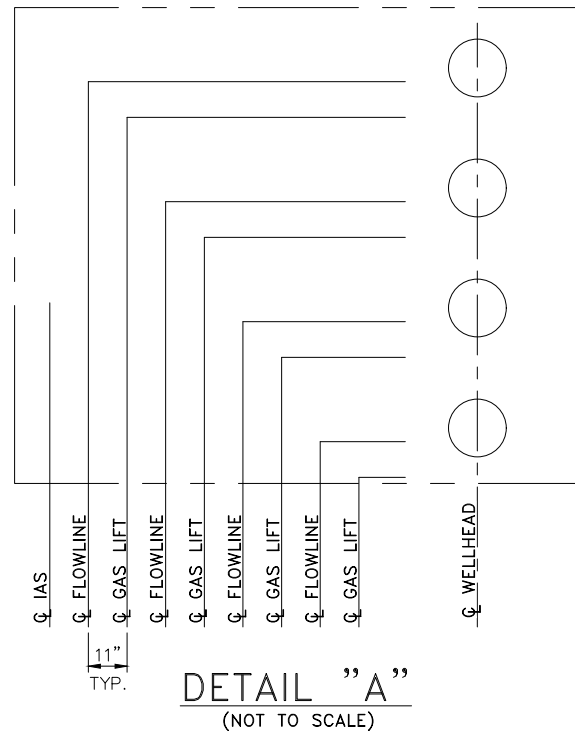 ℄ IAS
℄ FLOWLINE
℄ GAS LIFT
℄ FLOWLINE
℄ GAS LIFT
℄ FLOWLINE
℄ GAS LIFT
℄ FLOWLINE
℄ GAS LIFT
℄ WELLHEAD
11"
TYP.
DETAIL "A"
(NOT TO SCALE)